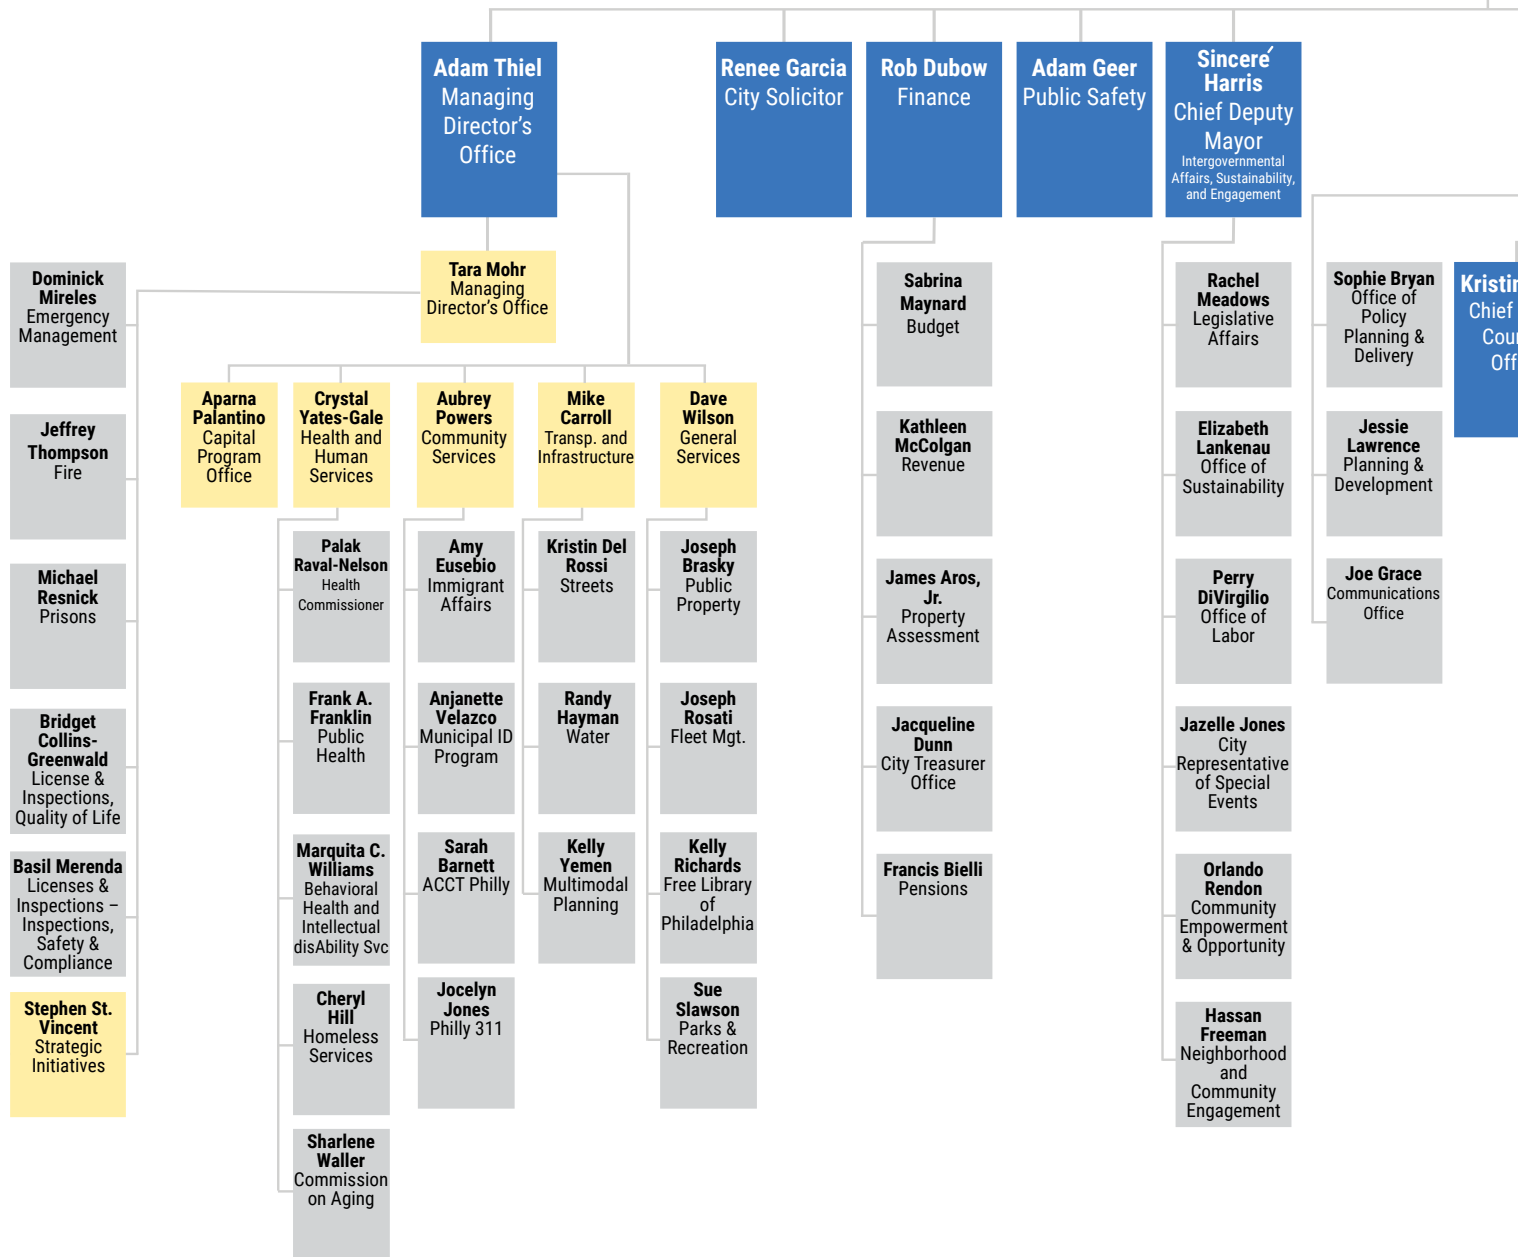 Adam Thiel
Managing
Director's
Office
Renee Garcia
City Solicitor
Rob Dubow
Finance
Adam Geer
Public Safety
Sinceré
Harris
Chief Deputy
Mayor
Intergovernmental
Affairs, Sustainability,
and Engagement
Tara Mohr
Managing
Director's Office
Dominick
Mireles
Emergency
Management
Jeffrey
Thompson
Fire
Michael
Resnick
Prisons
Bridget
Collins-
Greenwald
License &
Inspections,
Quality of Life
Basil Merenda
Licenses &
Inspections –
Inspections,
Safety &
Compliance
Stephen St.
Vincent
Strategic
Initiatives
Aparna
Palantino
Capital
Program
Office
Crystal
Yates-Gale
Health and
Human
Services
Palak
Raval-Nelson
Health
Commissioner
Frank A.
Franklin
Public
Health
Marquita C.
Williams
Behavioral
Health and
Intellectual
disAbility Svc
Cheryl
Hill
Homeless
Services
Sharlene
Waller
Commission
on Aging
Aubrey
Powers
Community
Services
Amy
Eusebio
Immigrant
Affairs
Anjanette
Velazco
Municipal ID
Program
Sarah
Barnett
ACCT Philly
Jocelyn
Jones
Philly 311
Mike
Carroll
Transp. and
Infrastructure
Kristin Del
Rossi
Streets
Randy
Hayman
Water
Kelly
Yemen
Multimodal
Planning
Dave
Wilson
General
Services
Joseph
Brasky
Public
Property
Joseph
Rosati
Fleet Mgt.
Kelly
Richards
Free Library
of
Philadelphia
Sue
Slawson
Parks &
Recreation
Sabrina
Maynard
Budget
Kathleen
McColgan
Revenue
James Aros,
Jr.
Property
Assessment
Jacqueline
Dunn
City Treasurer
Office
Francis Bielli
Pensions
Rachel
Meadows
Legislative
Affairs
Elizabeth
Lankenau
Office of
Sustainability
Perry
DiVirgilio
Office of
Labor
Jazelle Jones
City
Representative
of Special
Events
Orlando
Rendon
Community
Empowerment
& Opportunity
Hassan
Freeman
Neighborhood
and
Community
Engagement
Sophie Bryan
Office of
Policy
Planning &
Delivery
Jessie
Lawrence
Planning &
Development
Joe Grace
Communications
Office
Kristin
Chief
Cou
Off